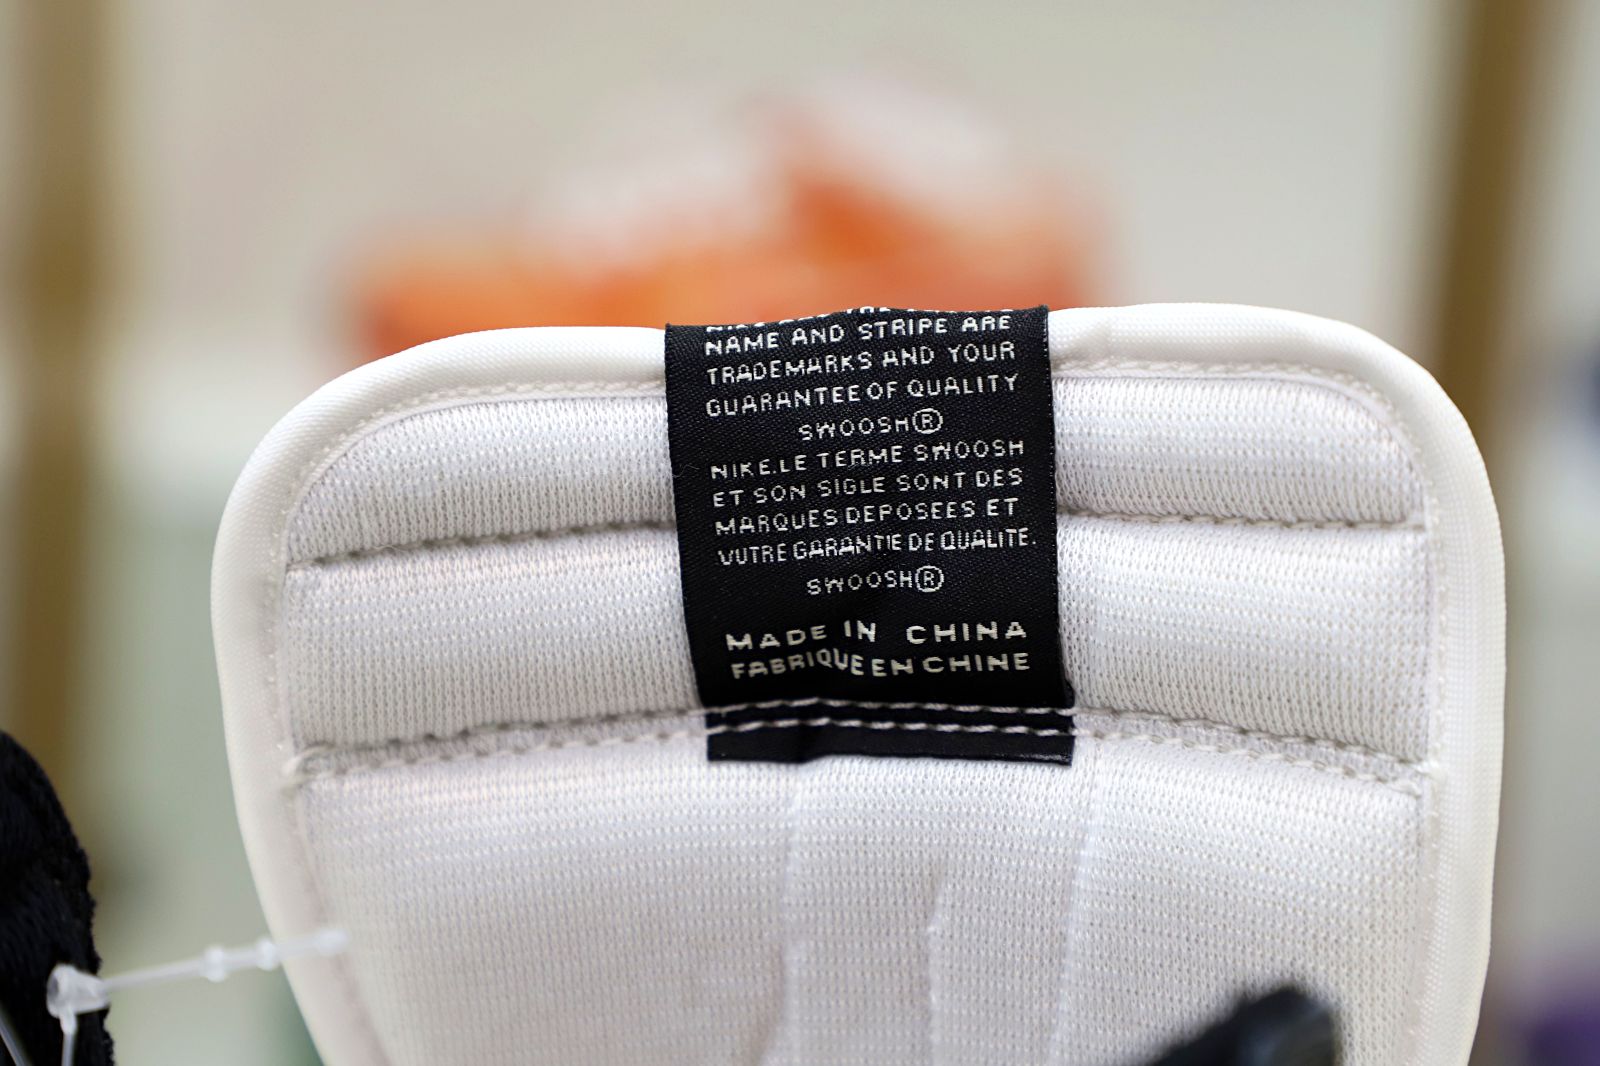 NAME AND STRIPE ARE
TRADEMARKS AND YOUR
GUARANTEE OF QUALITY
SWOOSH®
NIKE.LE TERME SWOOSH
ET SON SIGLE SONT DES
MARQUES DEPOSEES ET
VUTRE GARANTIE DE QUALITE.
SWOOSH®
MADE IN CHINA
FABRIQUE EN CHINE